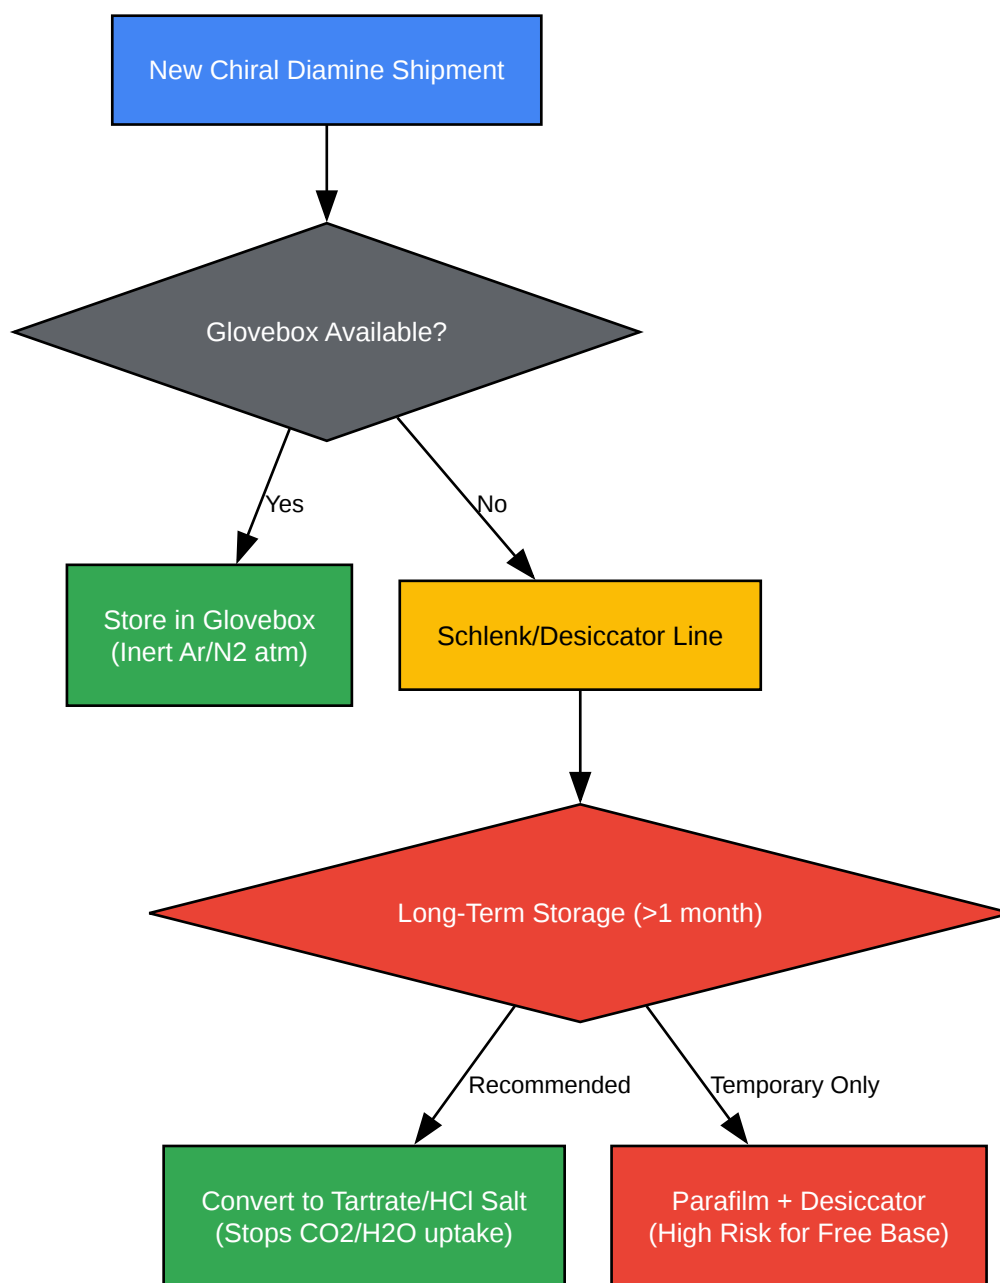 New Chiral Diamine Shipment
Glovebox Available?
Yes
No
Store in Glovebox
(Inert Ar/N2 atm)
Schlenk/Desiccator Line
Long-Term Storage (>1 month)
Recommended
Temporary Only
Convert to Tartrate/HCl Salt
(Stops CO2/H2O uptake)
Parafilm + Desiccator
(High Risk for Free Base)